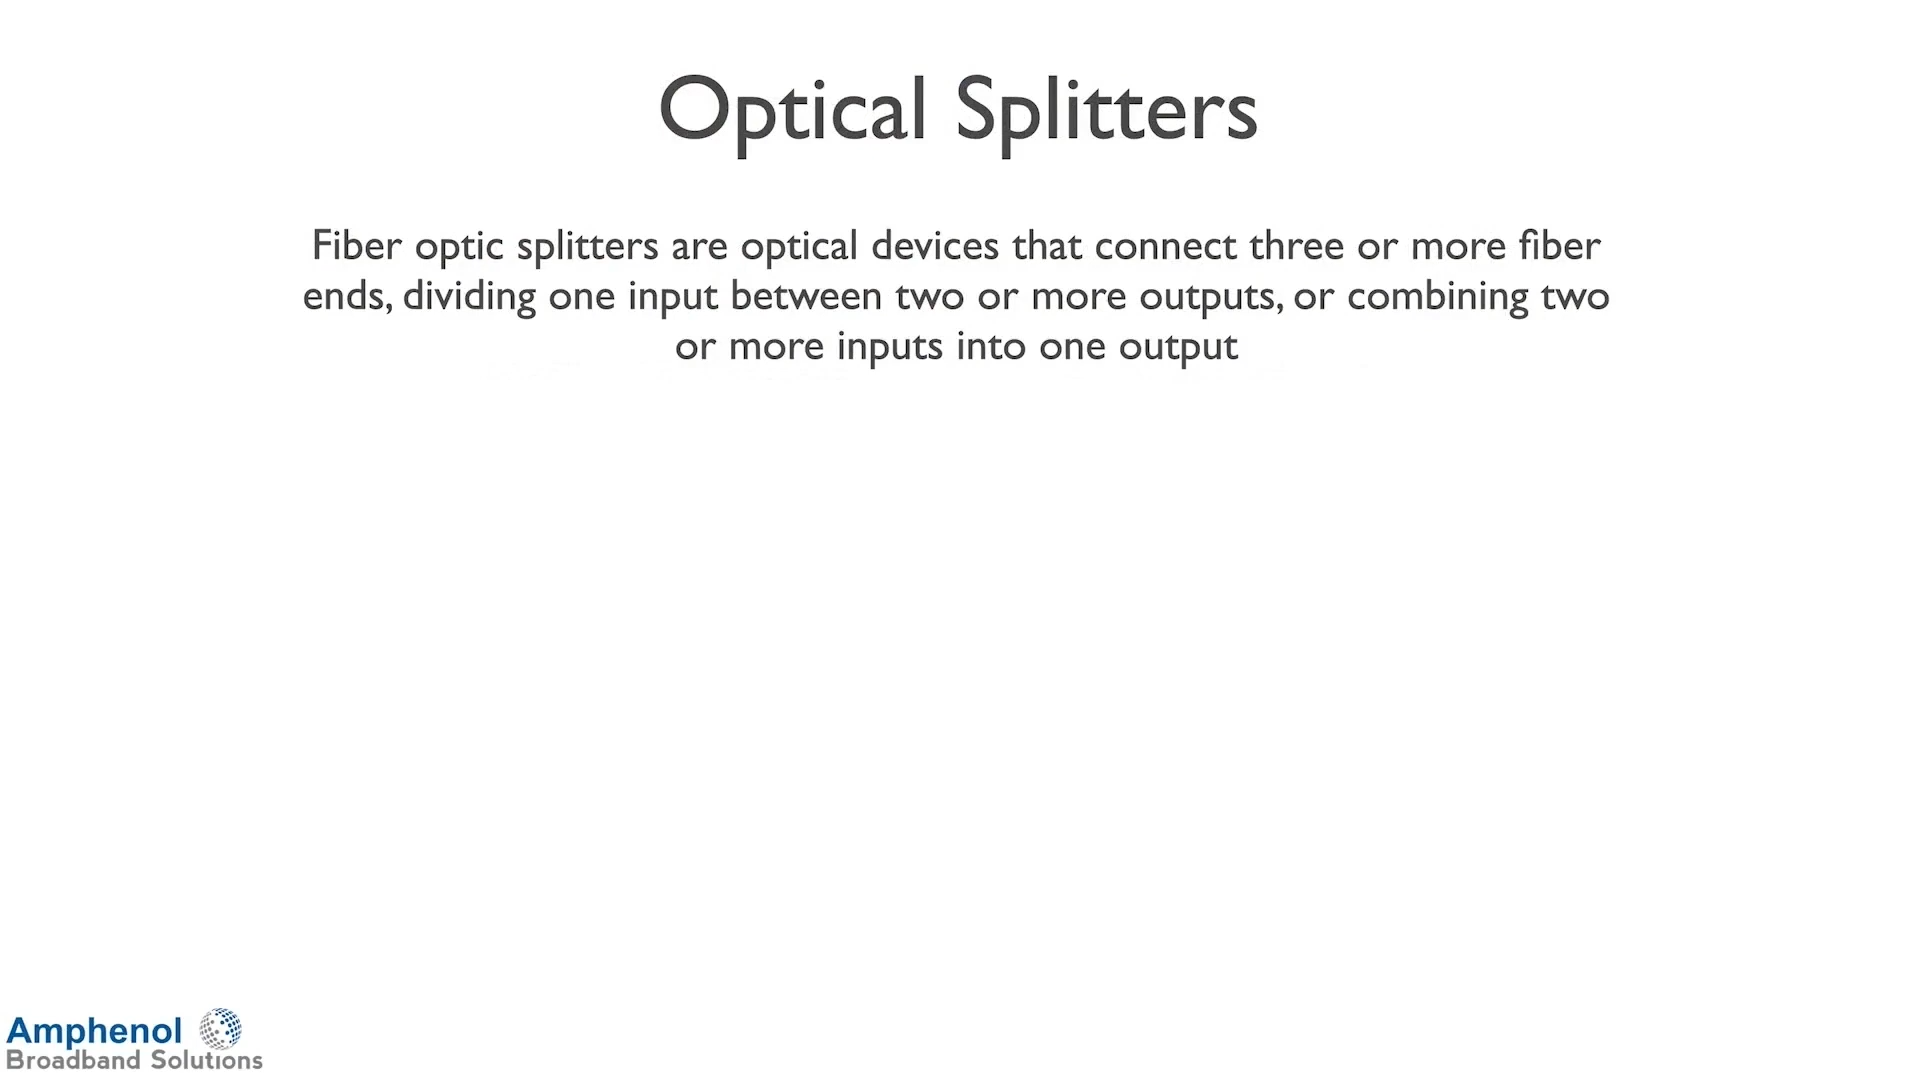 Optical Splitters
Fiber optic splitters are optical devices that connect three or more fiber
ends, dividing one input between two or more outputs, or combining two
or more inputs into one output
Amphenol
Broadband Solutions